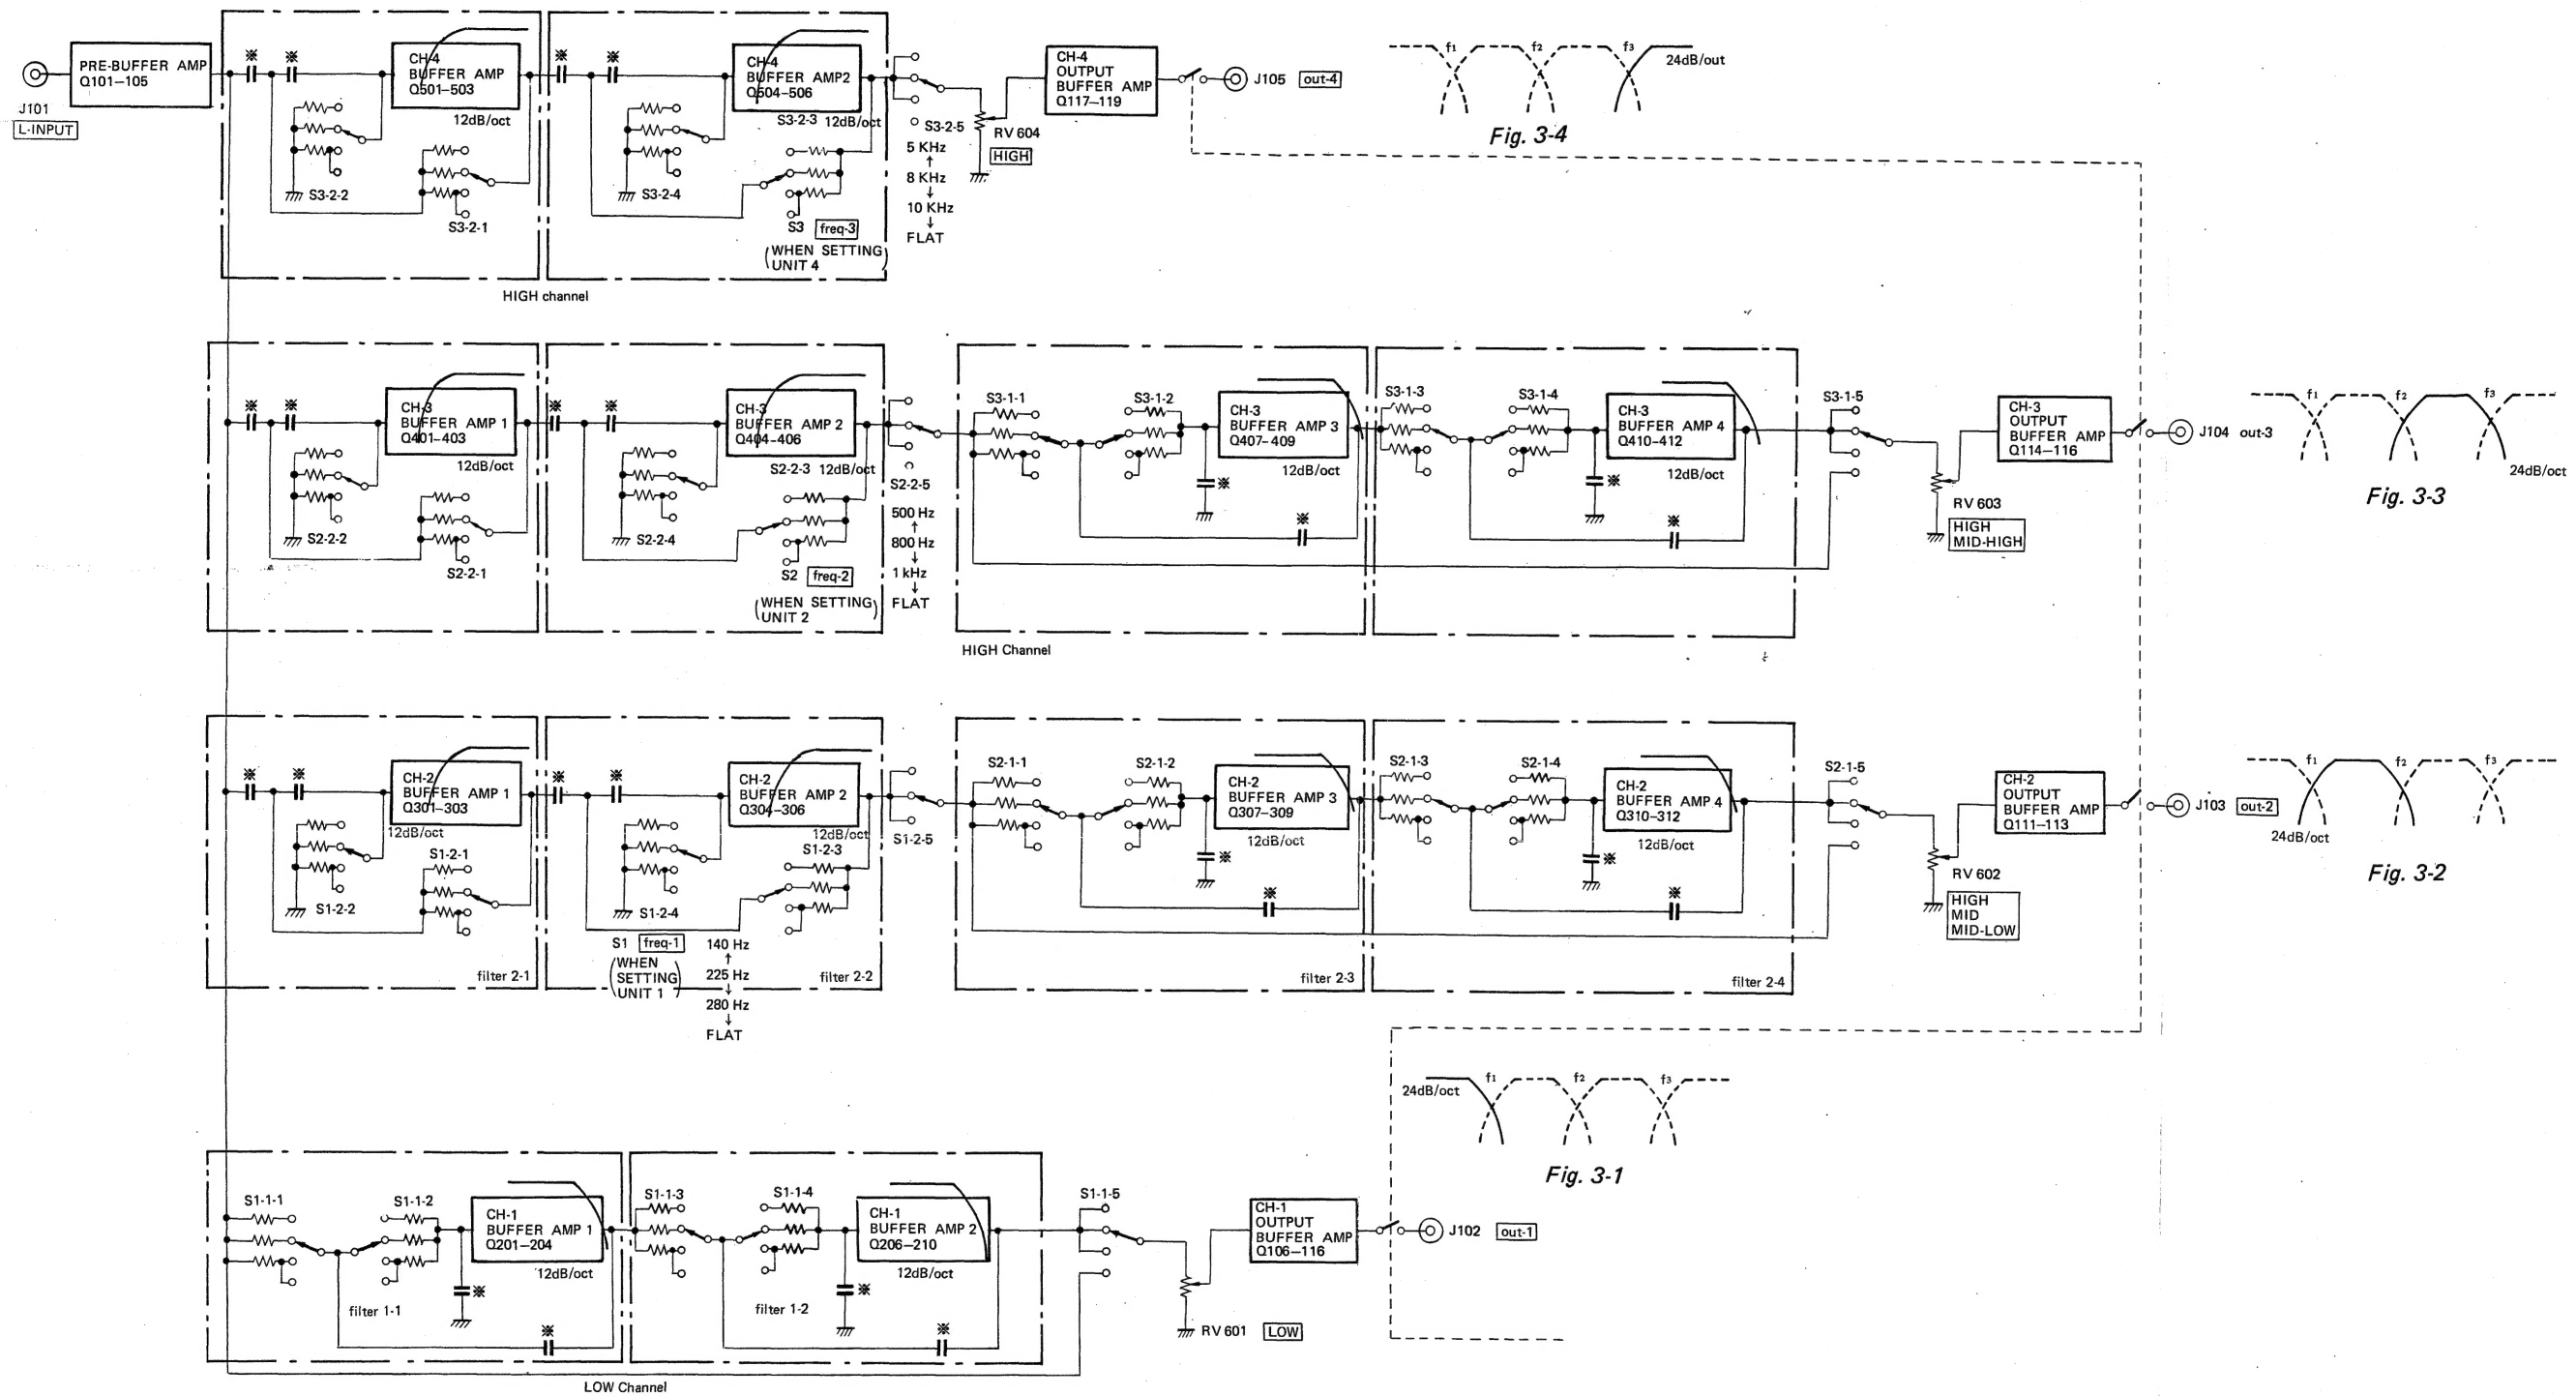 PRE-BUFFER AMP
Q101–105
J101
L-INPUT
※ ※
CH-4
BUFFER AMP
Q501–503
12dB/oct
S3-2-2
S3-2-1
※ ※
CH-4
BUFFER AMP2
Q504–506
S3-2-3 12dB/oct
S3-2-4
S3 freq-3
(WHEN SETTING
UNIT 4)
S3-2-5
5 KHz
↑
8 KHz
↓
10 KHz
↓
FLAT
RV 604
HIGH
CH-4
OUTPUT
BUFFER AMP
Q117–119
J105 out-4
f1 f2 f3
24dB/out
Fig. 3-4
HIGH channel
※ ※
CH-3
BUFFER AMP 1
Q401–403
12dB/oct
S2-2-2
S2-2-1
※ ※
CH-3
BUFFER AMP 2
Q404–406
S2-2-3 12dB/oct
S2-2-4
S2 freq-2
(WHEN SETTING
UNIT 2)
S2-2-5
500 Hz
↑
800 Hz
↓
1 kHz
↓
FLAT
S3-1-1
S3-1-2
CH-3
BUFFER AMP 3
Q407–409
12dB/oct
※
※
S3-1-3
S3-1-4
CH-3
BUFFER AMP 4
Q410–412
12dB/oct
※
※
S3-1-5
RV 603
HIGH
MID-HIGH
CH-3
OUTPUT
BUFFER AMP
Q114–116
J104 out-3
f1 f2 f3
24dB/oct
Fig. 3-3
HIGH Channel
※ ※
CH-2
BUFFER AMP 1
Q301–303
12dB/oct
S1-2-1
S1-2-2
filter 2-1
※ ※
CH-2
BUFFER AMP 2
Q304–306
12dB/oct
S1-2-3
S1-2-4
S1 freq-1
(WHEN
SETTING
UNIT 1)
140 Hz
↑
225 Hz
↓
280 Hz
↓
FLAT
filter 2-2
S1-2-5
S2-1-1
S2-1-2
CH-2
BUFFER AMP 3
Q307–309
12dB/oct
※
※
filter 2-3
S2-1-3
S2-1-4
CH-2
BUFFER AMP 4
Q310–312
12dB/oct
※
※
filter 2-4
S2-1-5
RV 602
HIGH
MID
MID-LOW
CH-2
OUTPUT
BUFFER AMP
Q111–113
J103 out-2
f1 f2 f3
24dB/oct
Fig. 3-2
24dB/oct
f1 f2 f3
Fig. 3-1
S1-1-1
S1-1-2
CH-1
BUFFER AMP 1
Q201–204
12dB/oct
※
※
filter 1-1
S1-1-3
S1-1-4
CH-1
BUFFER AMP 2
Q206–210
12dB/oct
※
※
filter 1-2
S1-1-5
RV 601 LOW
CH-1
OUTPUT
BUFFER AMP
Q106–116
J102 out-1
LOW Channel